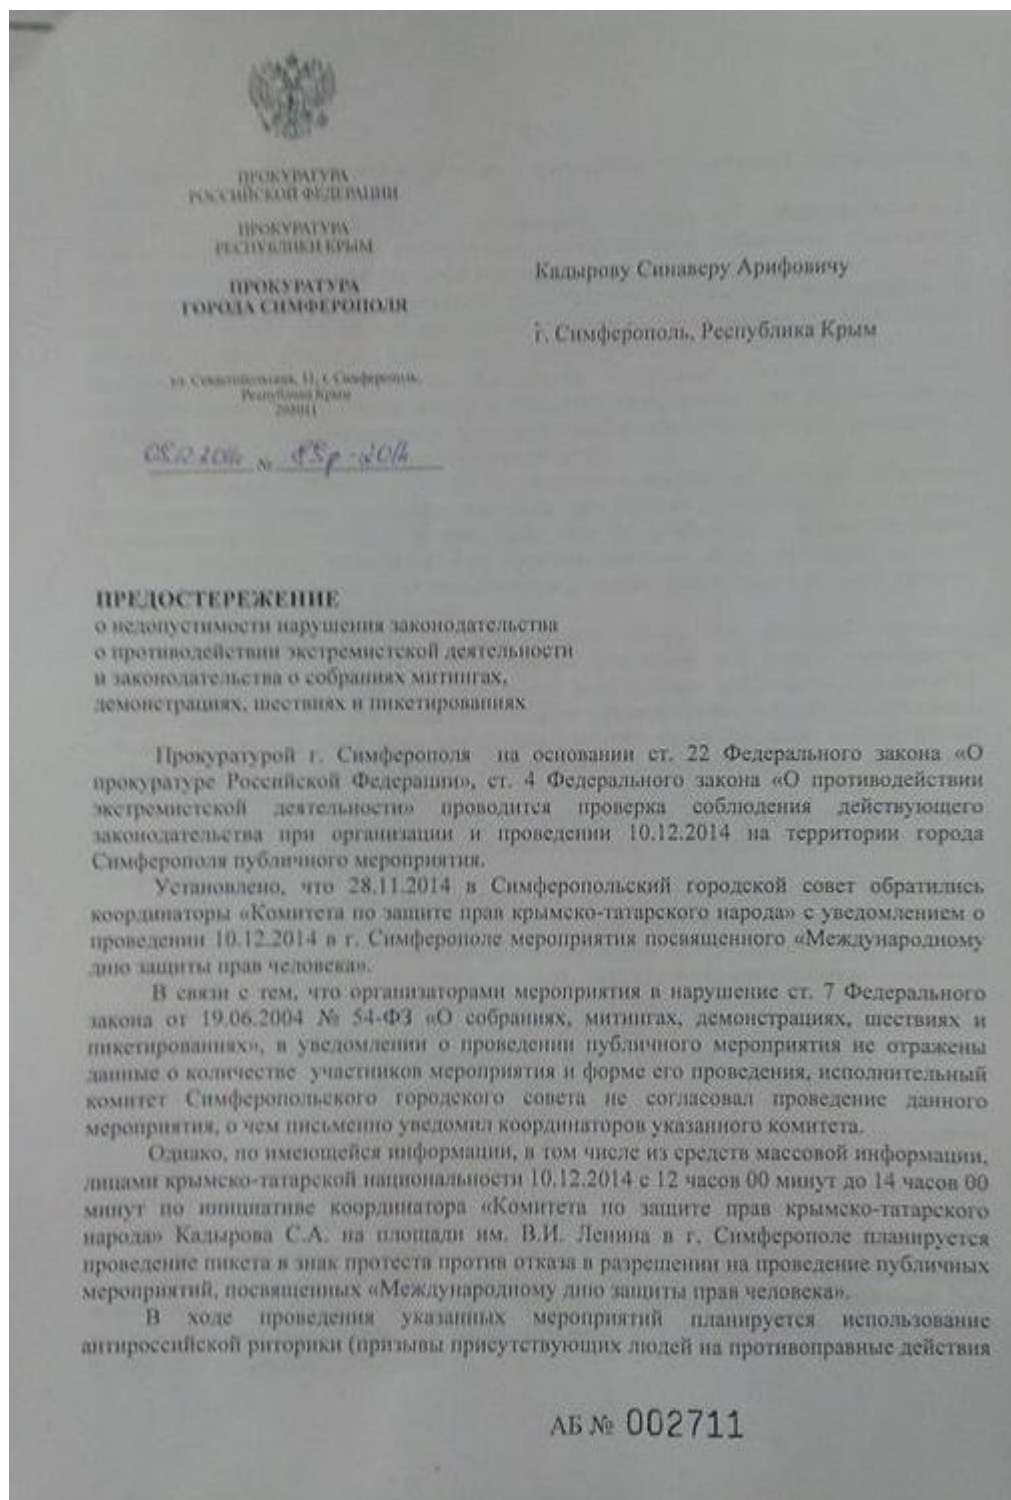 ПРОКУРАТУРА
РОССИЙСКОЙ ФЕДЕРАЦИИ
ПРОКУРАТУРА
РЕСПУБЛИКИ КРЫМ
ПРОКУРАТУРА
ГОРОДА СИМФЕРОПОЛЯ
ул. Севастопольская, 11, г. Симферополь,
Республика Крым
№
Кадырову Синаверу Арифовичу
г. Симферополь, Республика Крым
ПРЕДОСТЕРЕЖЕНИЕ
о недопустимости нарушения законодательства
о противодействии экстремистской деятельности
и законодательства о собраниях митингах,
демонстрациях, шествиях и пикетированиях
Прокуратурой г. Симферополя на основании ст. 22 Федерального закона «О
прокуратуре Российской Федерации», ст. 4 Федерального закона «О противодействии
экстремистской деятельности» проводится проверка соблюдения действующего
законодательства при организации и проведении 10.12.2014 на территории города
Симферополя публичного мероприятия.
Установлено, что 28.11.2014 в Симферопольский городской совет обратились
координаторы «Комитета по защите прав крымско-татарского народа» с уведомлением о
проведении 10.12.2014 в г. Симферополе мероприятия посвященного «Международному
дню защиты прав человека».
В связи с тем, что организаторами мероприятия в нарушение ст. 7 Федерального
закона от 19.06.2004 № 54-ФЗ «О собраниях, митингах, демонстрациях, шествиях и
пикетированиях», в уведомлении о проведении публичного мероприятия не отражены
данные о количестве участников мероприятия и форме его проведения, исполнительный
комитет Симферопольского городского совета не согласовал проведение данного
мероприятия, о чем письменно уведомил координаторов указанного комитета.
Однако, по имеющейся информации, в том числе из средств массовой информации,
лицами крымско-татарской национальности 10.12.2014 с 12 часов 00 минут до 14 часов 00
минут по инициативе координатора «Комитета по защите прав крымско-татарского
народа» Кадырова С.А. на площади им. В.И. Ленина в г. Симферополе планируется
проведение пикета в знак протеста против отказа в разрешении на проведение публичных
мероприятий, посвященных «Международному дню защиты прав человека».
В ходе проведения указанных мероприятий планируется использование
антироссийской риторики (призывы присутствующих людей на противоправные действия
АБ № 002711